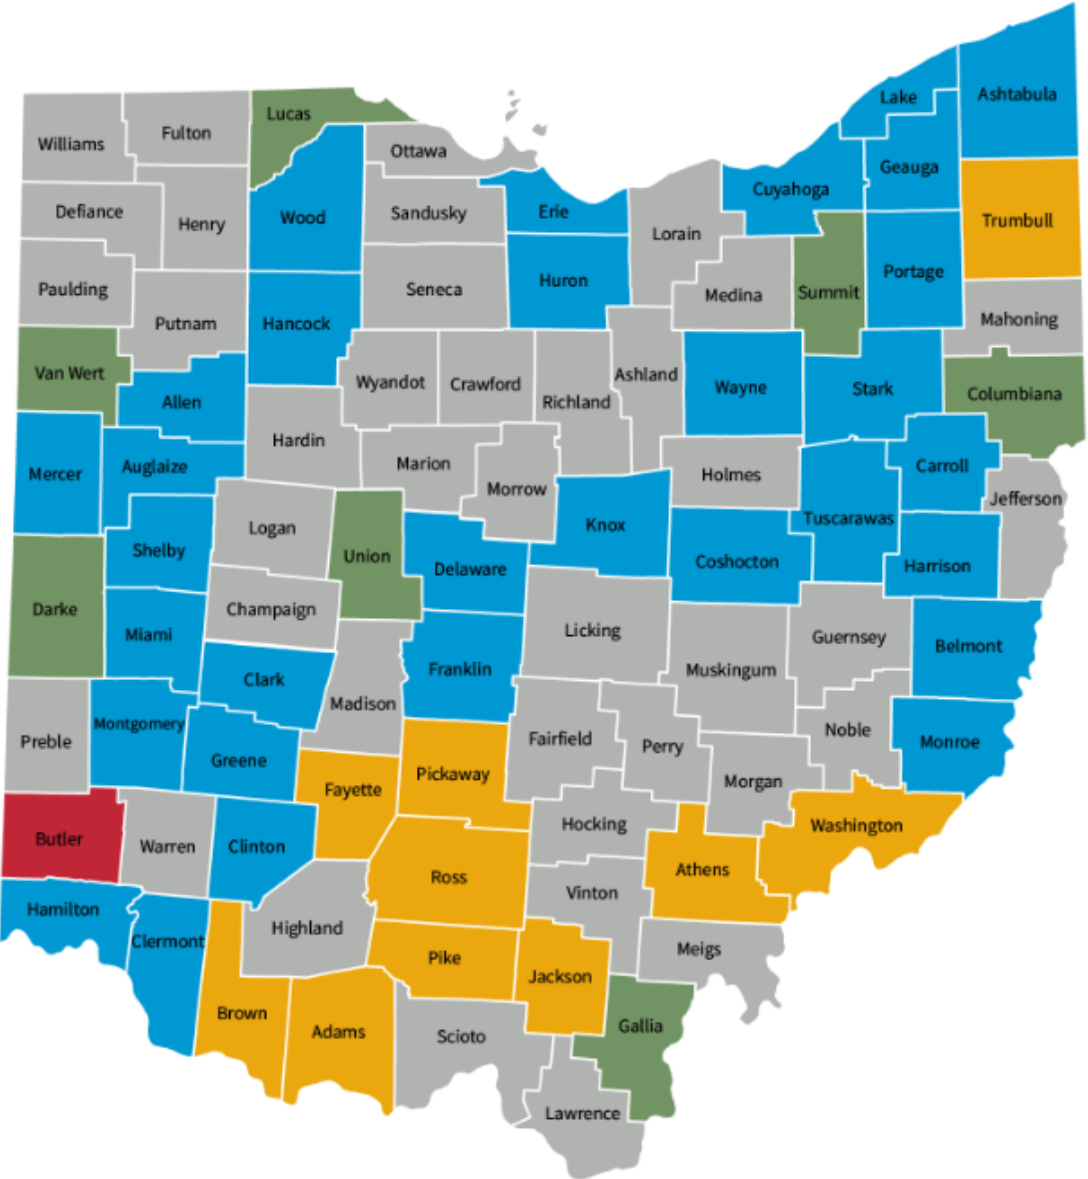 Lake
Ashtabula
Lucas
Williams
Fulton
Ottawa
Geauga
Cuyahoga
Defiance
Henry
Wood
Sandusky
Erie
Trumbull
Lorain
Paulding
Seneca
Huron
Medina
Summit
Portage
Putnam
Hancock
Mahoning
Van Wert
Allen
Wyandot
Crawford
Richland
Ashland
Wayne
Stark
Columbiana
Hardin
Mercer
Auglaize
Marion
Morrow
Holmes
Carroll
Jefferson
Logan
Knox
Tuscarawas
Shelby
Union
Delaware
Coshocton
Harrison
Darke
Champaign
Miami
Licking
Guernsey
Belmont
Clark
Franklin
Muskingum
Madison
Preble
Montgomery
Greene
Fairfield
Perry
Noble
Monroe
Fayette
Pickaway
Morgan
Butler
Warren
Clinton
Hocking
Washington
Ross
Athens
Vinton
Hamilton
Clermont
Highland
Meigs
Pike
Jackson
Brown
Adams
Scioto
Gallia
Lawrence